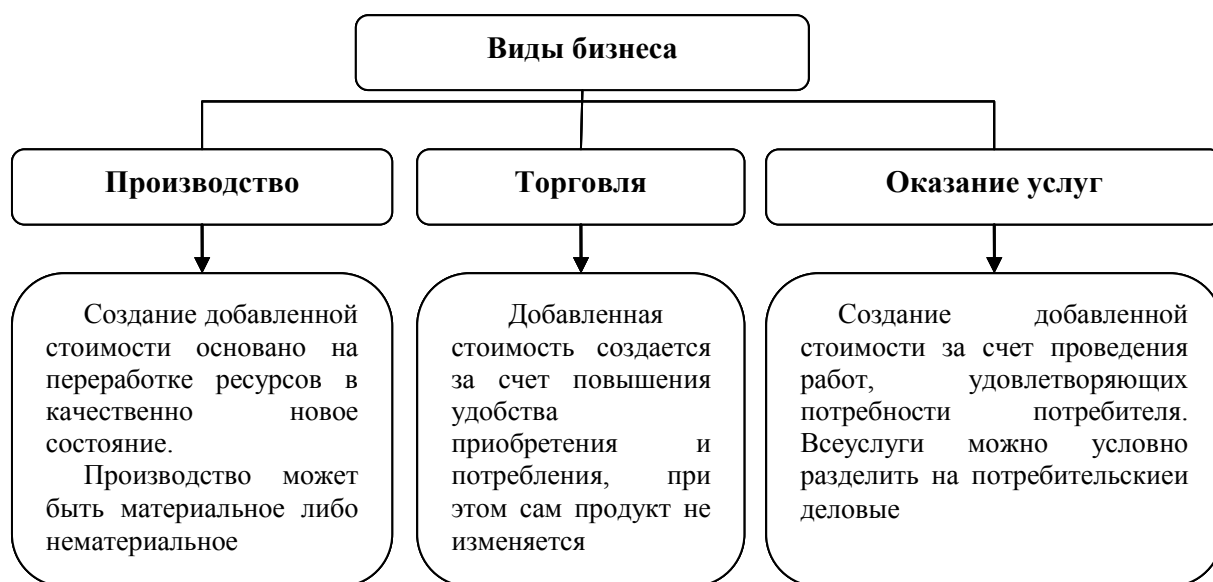 Виды бизнеса
Производство
Торговля
Оказание услуг
Создание добавленной
стоимости основано на
переработке ресурсов в
качественно новое
состояние.
Производство может
быть материальное либо
нематериальное
Добавленная
стоимость создается
за счет повышения
удобства
приобретения и
потребления, при
этом сам продукт не
изменяется
Создание добавленной
стоимости за счет проведения
работ, удовлетворяющих
потребности потребителя.
Всеуслуги можно условно
разделить на потребительскиеи
деловые